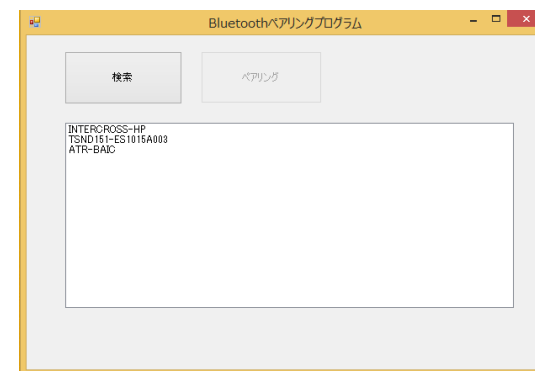 Bluetoothペアリングプログラム
検索
ペアリング
INTERCROSS-HP
TSND151-ES1015A003
ATR-BAIC